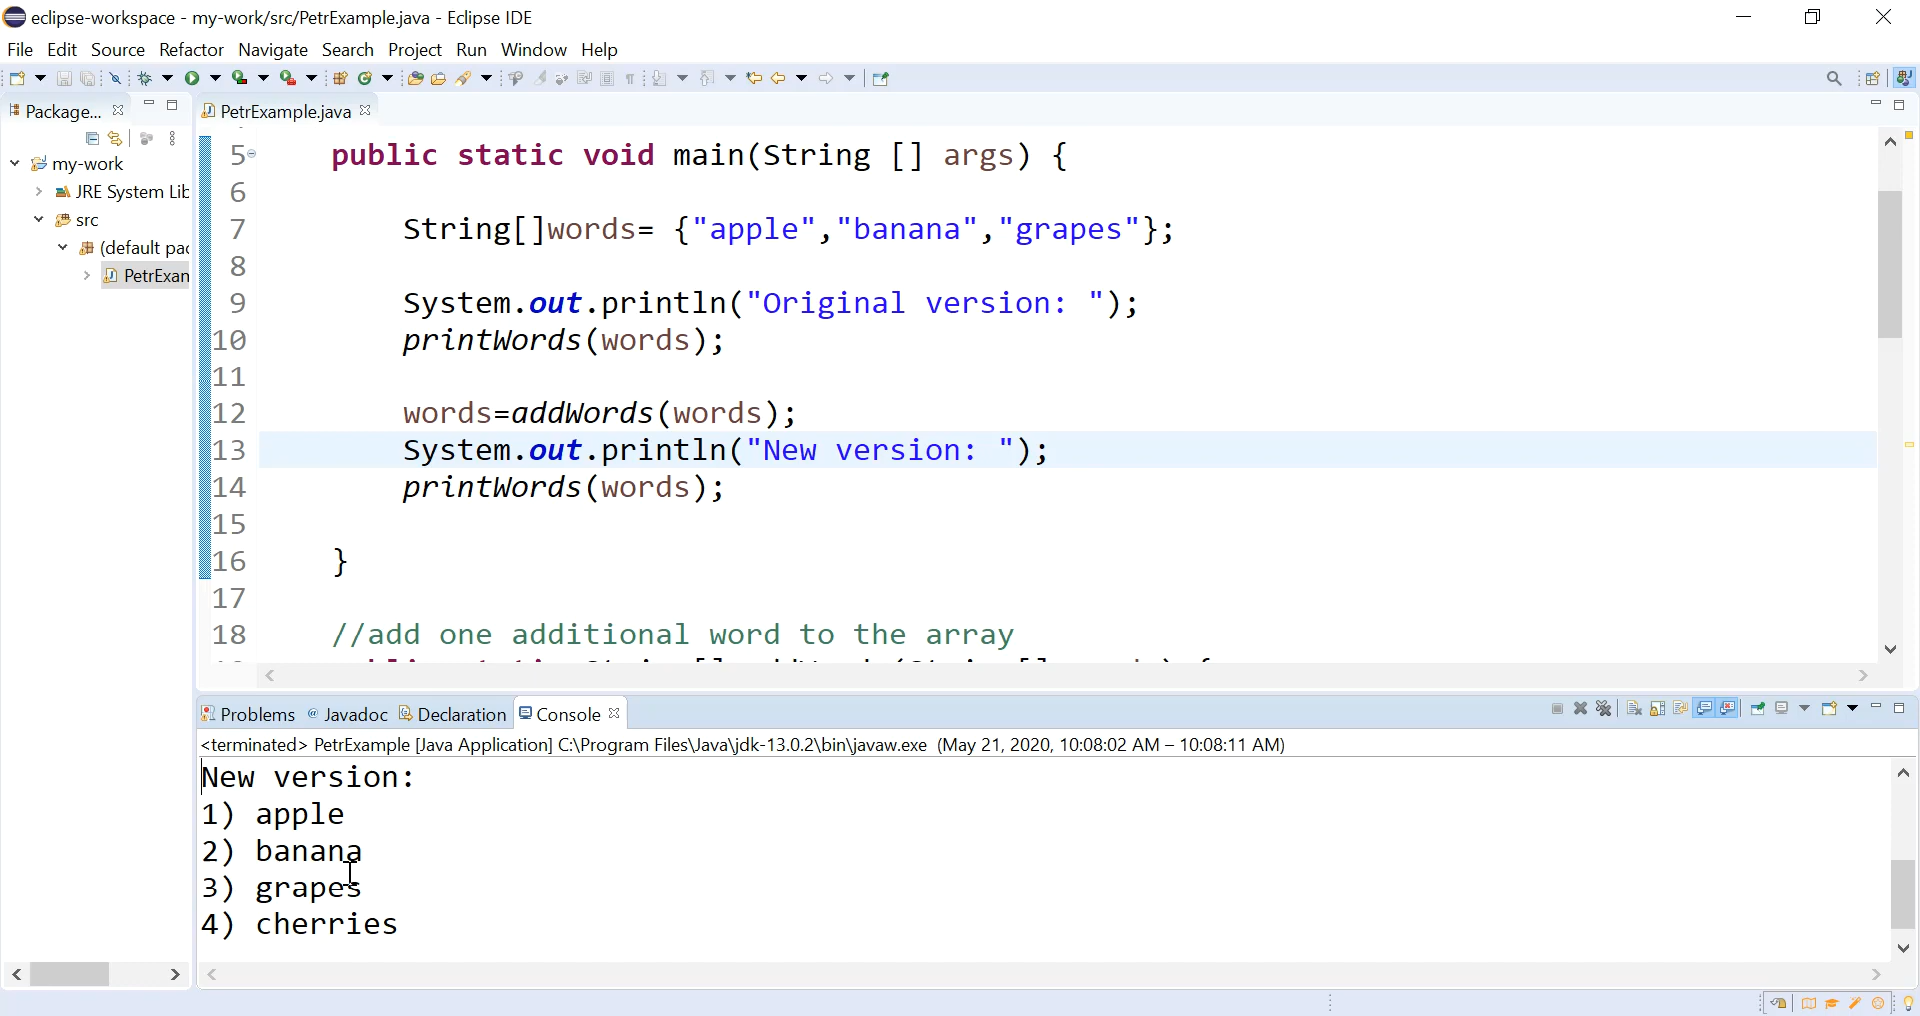 eclipse-workspace - my-work/src/PetrExample.java - Eclipse IDE
File Edit Source Refactor Navigate Search Project Run Window Help
Package...
PetrExample.java
my-work
JRE System Lib
src
(default pac
PetrExam
5 public static void main(String [] args) {
6
7 String[]words= {"apple","banana","grapes"};
8
9 System.out.println("Original version: ");
10 printWords(words);
11
12 words=addWords(words);
13 System.out.println("New version: ");
14 printWords(words);
15
16 }
17
18 //add one additional word to the array
Problems @ Javadoc Declaration Console
<terminated> PetrExample [Java Application] C:\Program Files\Java\jdk-13.0.2\bin\javaw.exe (May 21, 2020, 10:08:02 AM – 10:08:11 AM)
New version:
1) apple
2) banana
3) grapes
4) cherries